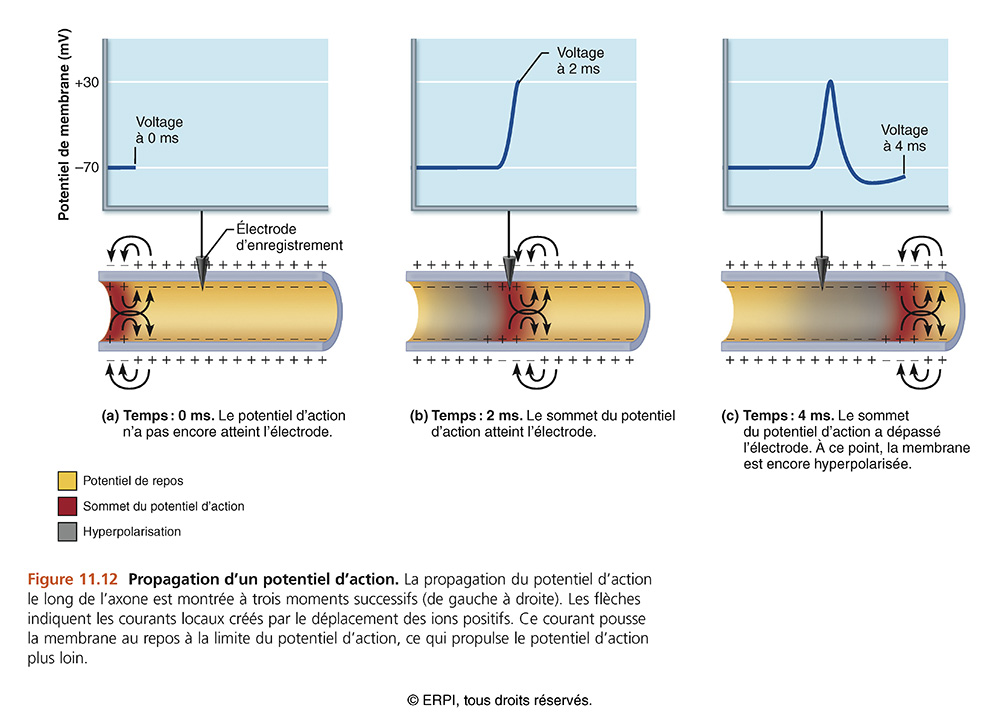 Potentiel de membrane (mV)
+30
−70
Voltage
à 0 ms
Voltage
à 2 ms
Voltage
à 4 ms
Électrode
d’enregistrement
(a) Temps : 0 ms. Le potentiel d’action
n’a pas encore atteint l’électrode.
(b) Temps : 2 ms. Le sommet du potentiel
d’action atteint l’électrode.
(c) Temps : 4 ms. Le sommet
du potentiel d’action a dépassé
l’électrode. À ce point, la membrane
est encore hyperpolarisée.
Potentiel de repos
Sommet du potentiel d’action
Hyperpolarisation
Figure 11.12 Propagation d’un potentiel d’action. La propagation du potentiel d’action
le long de l’axone est montrée à trois moments successifs (de gauche à droite). Les flèches
indiquent les courants locaux créés par le déplacement des ions positifs. Ce courant pousse
la membrane au repos à la limite du potentiel d’action, ce qui propulse le potentiel d’action
plus loin.
© ERPI, tous droits réservés.